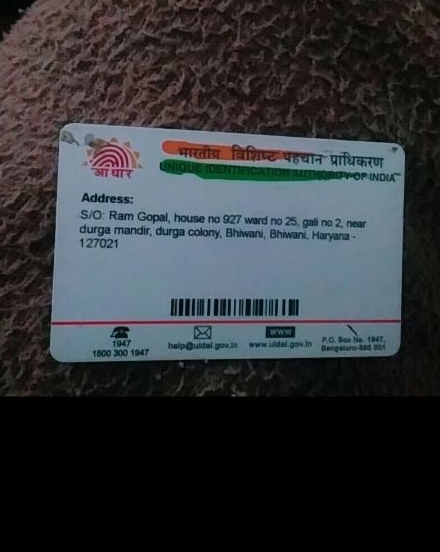 भारतीय विशिष्ट पहचान प्राधिकरण
UNIQUE IDENTIFICATION AUTHORITY OF INDIA
आधार
Address:
S/O: Ram Gopal, house no 927 ward no 25, gali no 2, near
durga mandir, durga colony, Bhiwani, Bhiwani, Haryana -
127021
1947
1800 300 1947
help@uidai.gov.in
WWW
www.uidai.gov.in
P.O. Box No. 1947,
Bengaluru-560 001